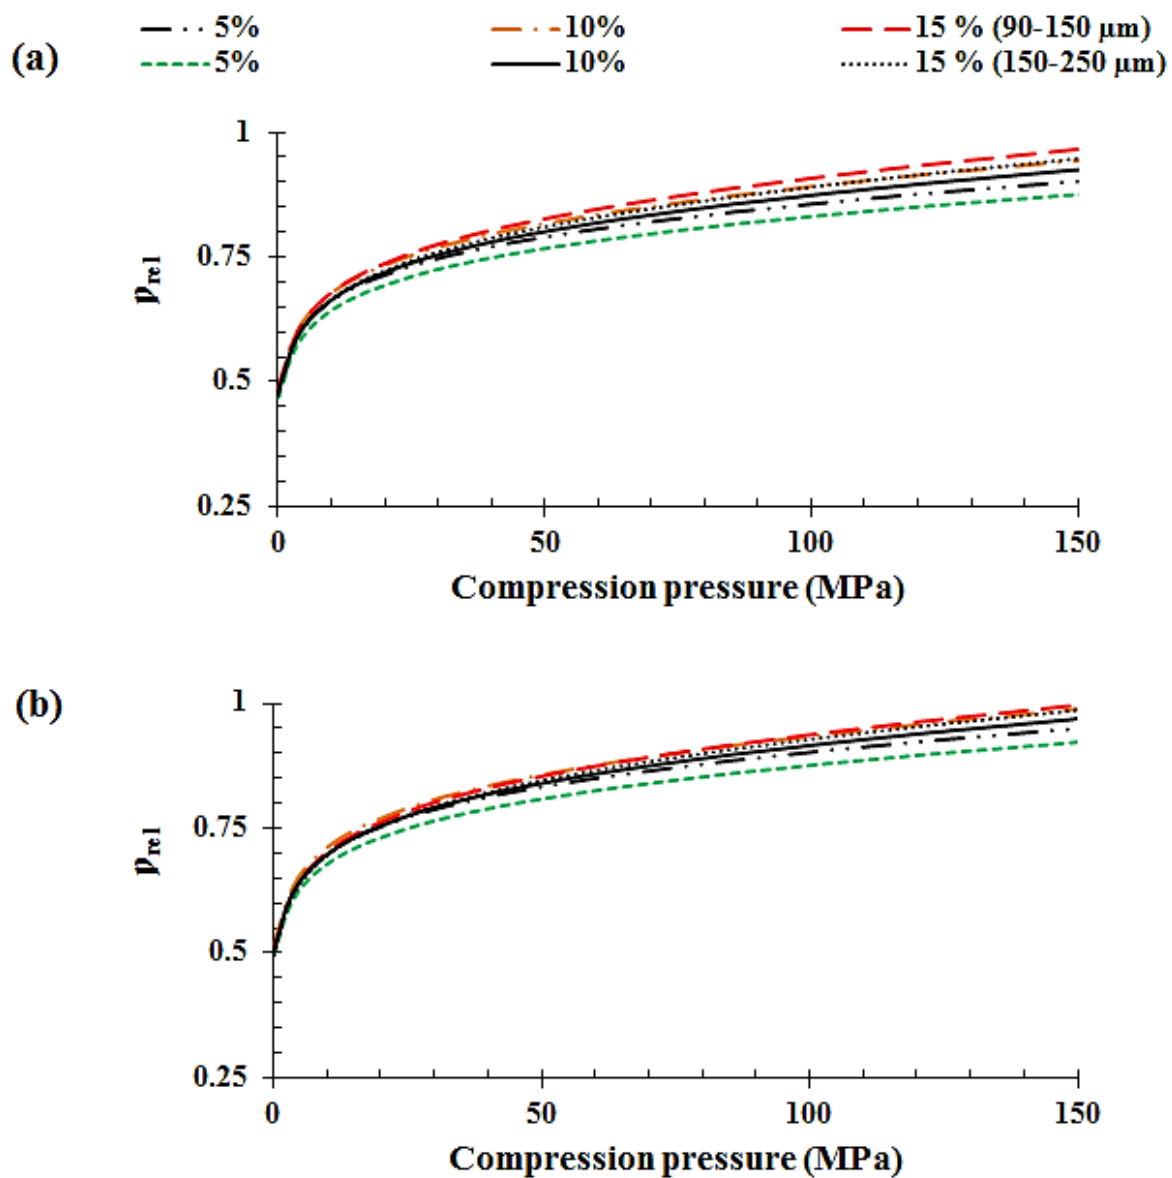 5% 10% 15 % (90-150 µm)
(a)
5% 10% 15 % (150-250 µm)
1
0.75
0.5
0.25
prel
0 50 100 150
Compression pressure (MPa)
(b)
1
0.75
0.5
0.25
prel
0 50 100 150
Compression pressure (MPa)